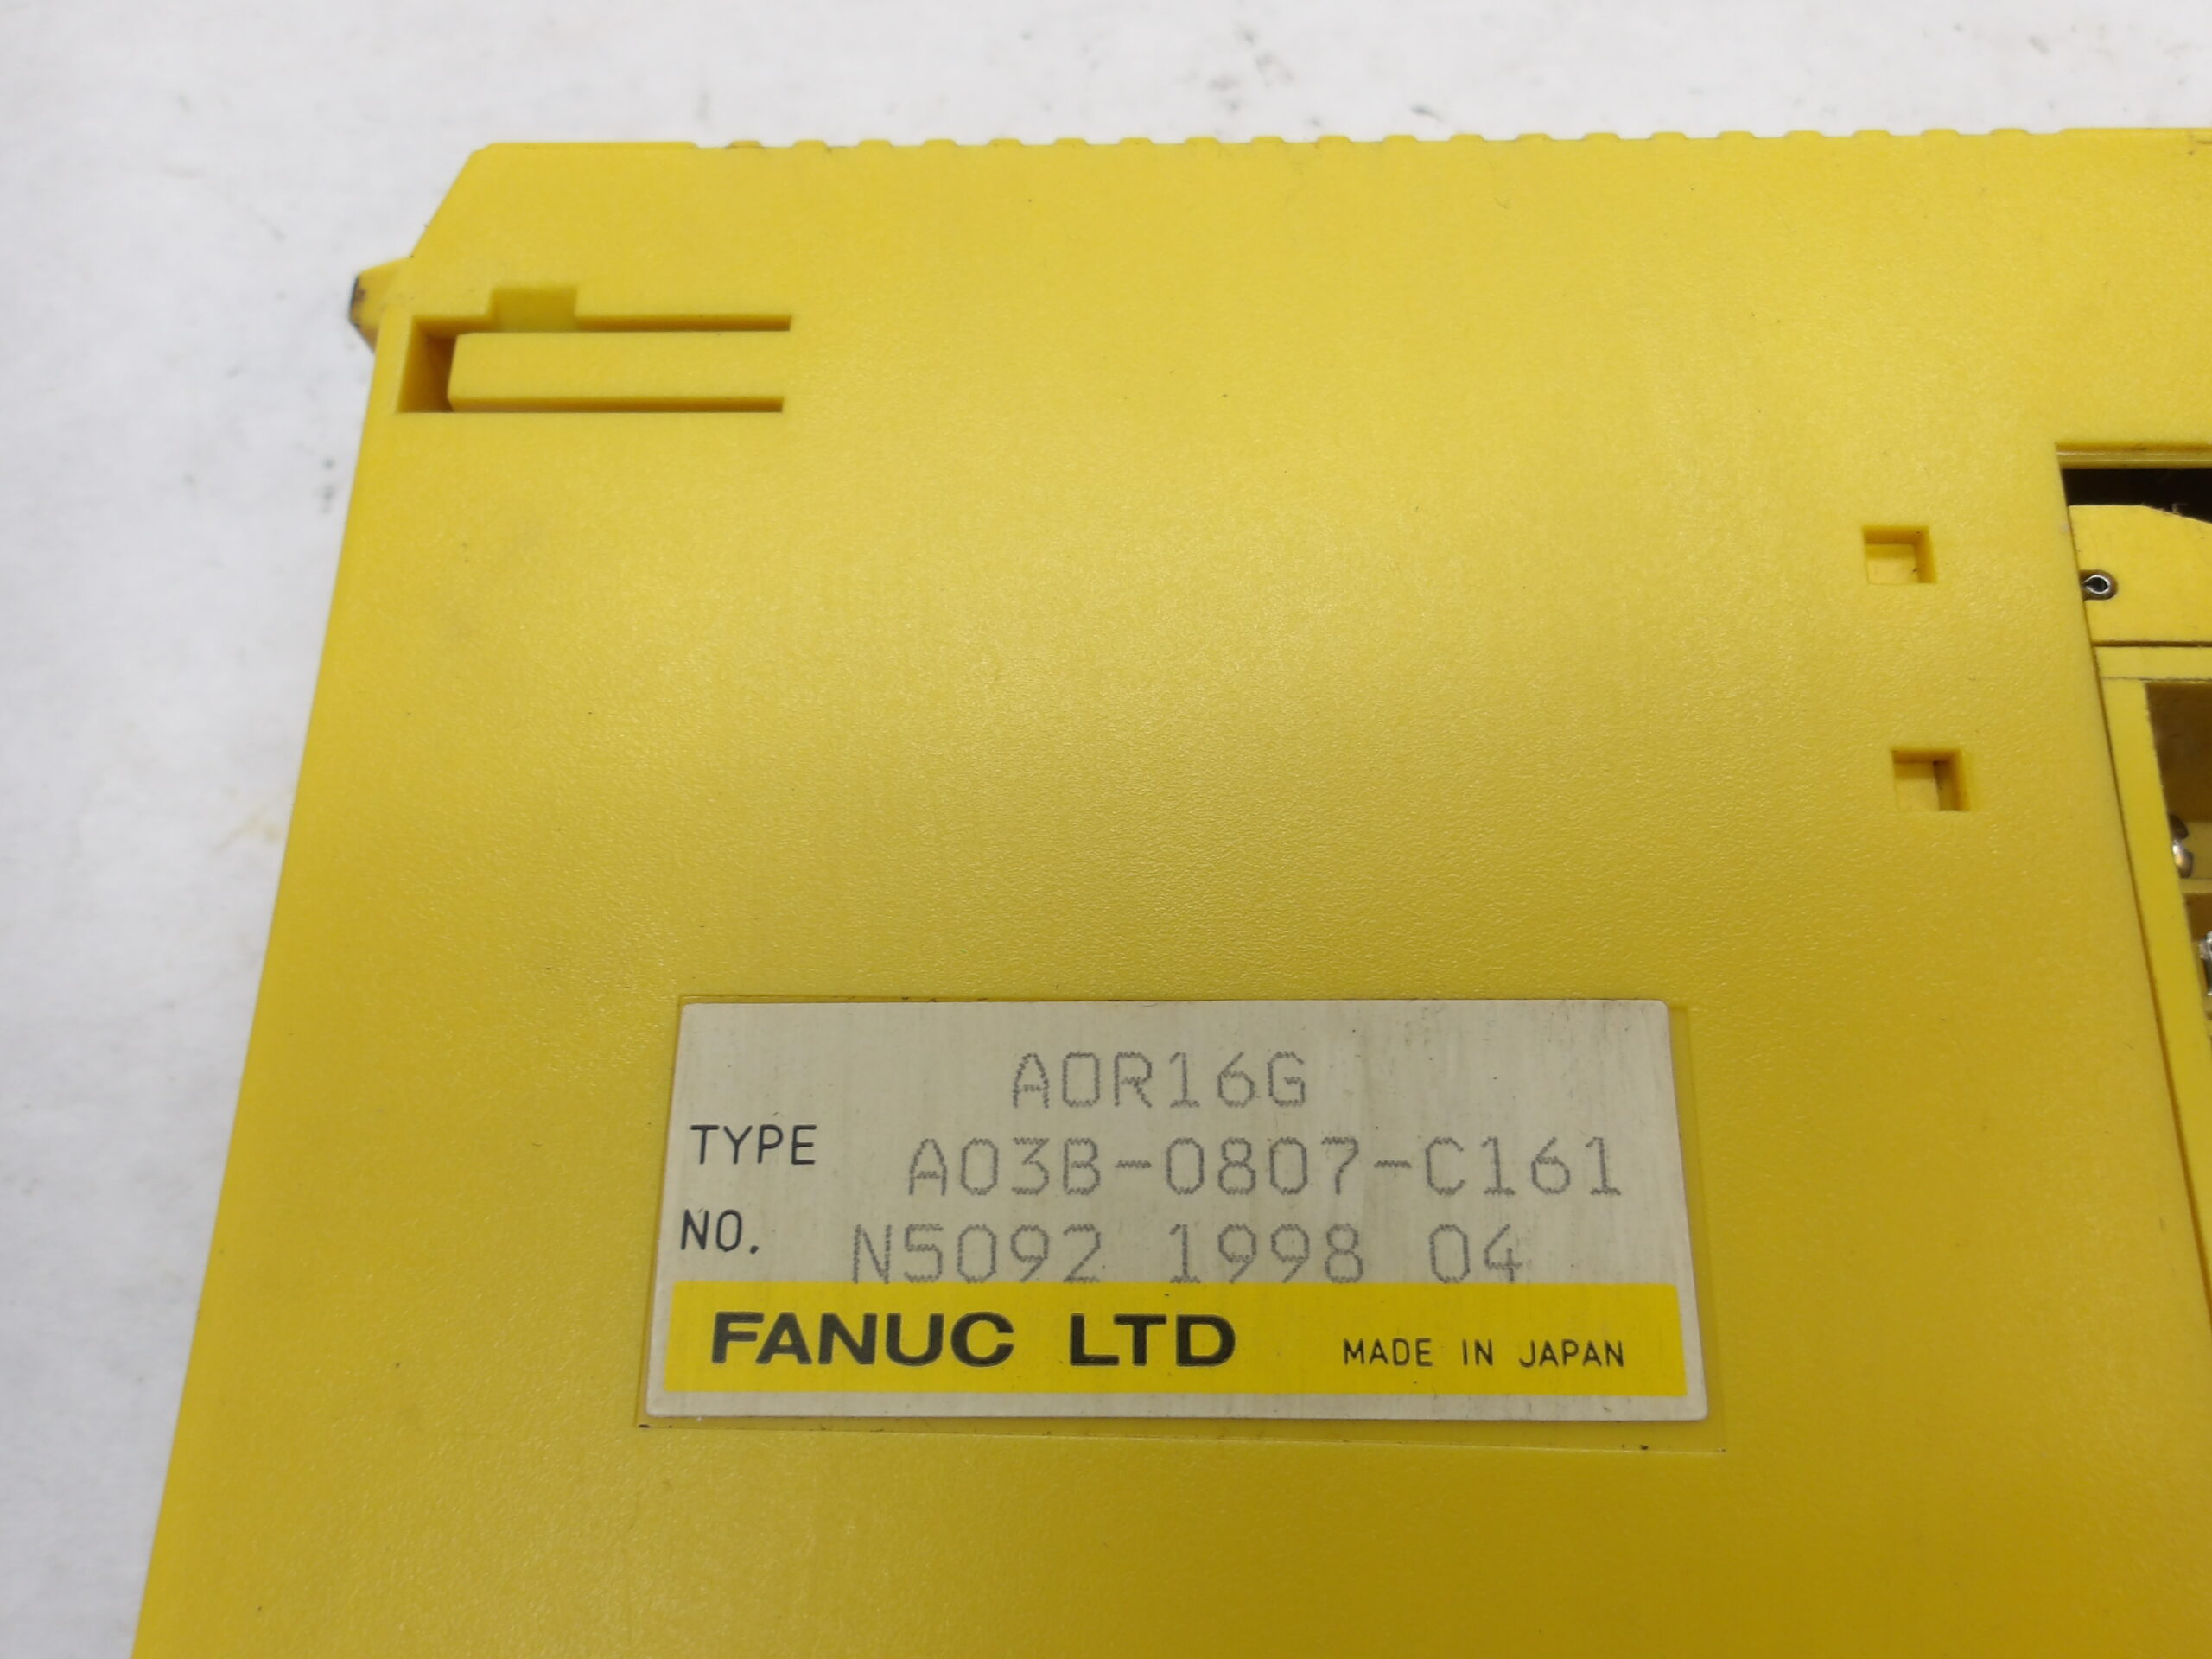 AOR16G
TYPE A03B-0807-C161
NO. N5092 1998 04
FANUC LTD MADE IN JAPAN